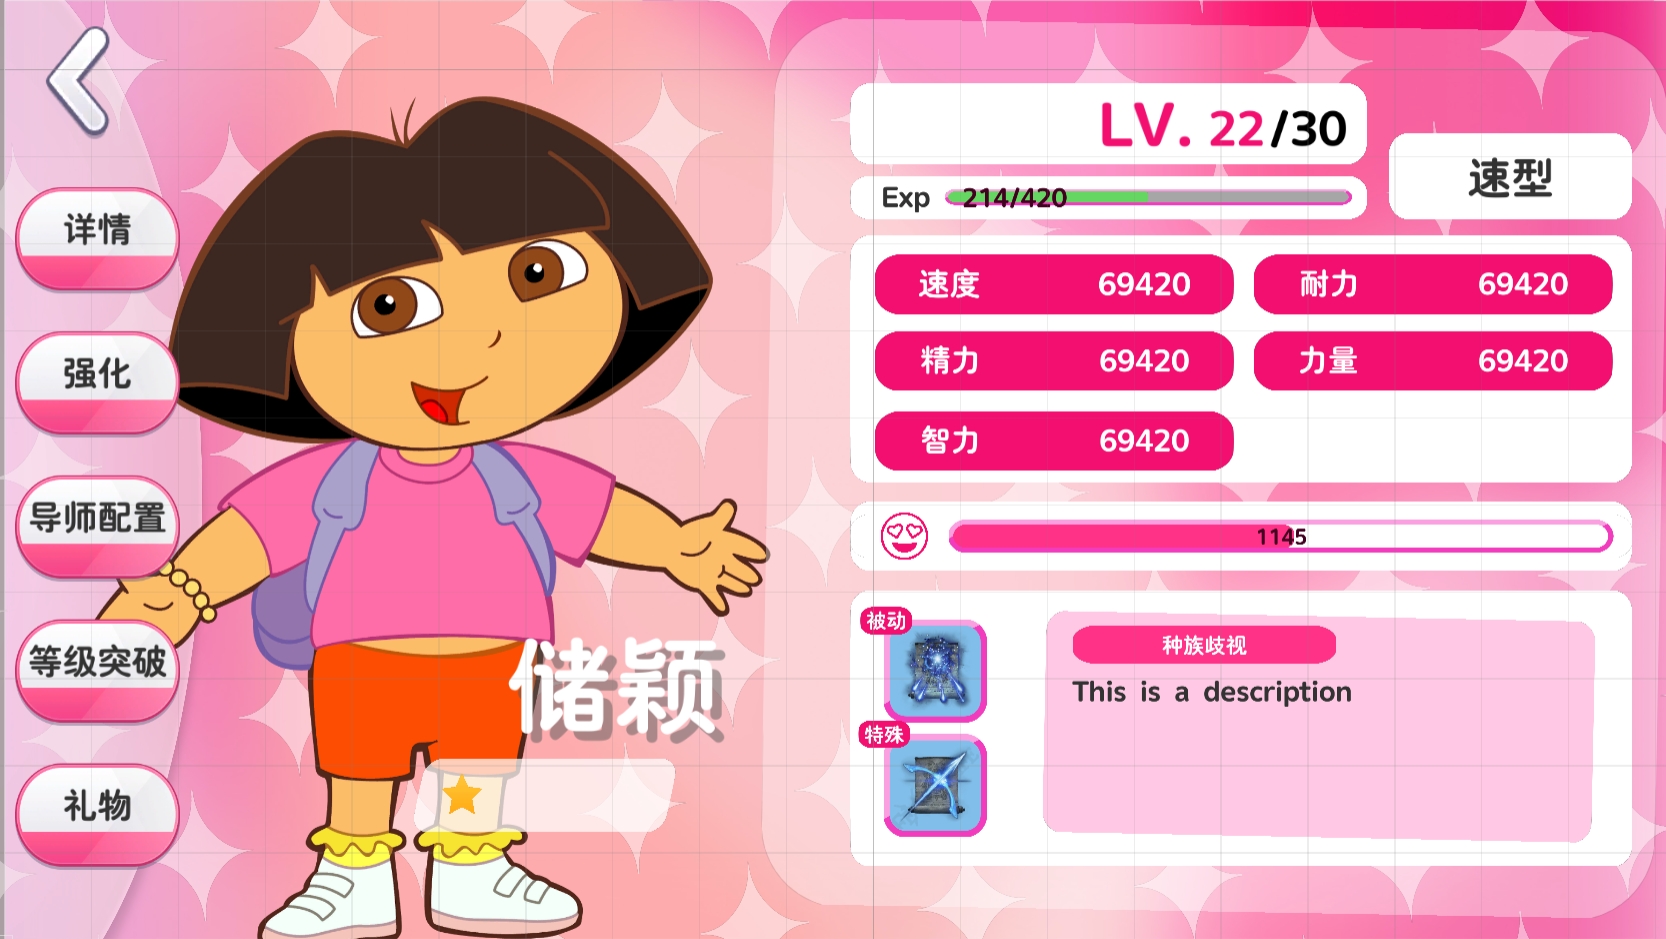 LV. 22/30
Exp 214/420
速型
详情
强化
导师配置
等级突破
礼物
储颖
速度 69420
耐力 69420
精力 69420
力量 69420
智力 69420
1145
被动
特殊
种族歧视
This is a description